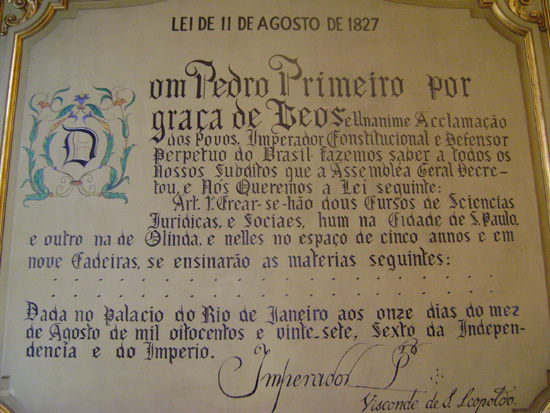 LEI DE 11 DE AGOSTO DE 1827
Dom Pedro Primeiro por
graça de Deos e Unanime Acclamação
dos Povos, Imperador Constitucional e Defensor
Perpetuo do Brasil fazemos saber a todos os
Nossos Subditos que a Assembléa Geral Decre-
tou, e Nós Queremos a Lei seguinte:
Art. 1º Crear-se-hão dous Cursos de Sciencias
Juridicas, e Sociaes, hum na Cidade de S. Paulo,
e outro na de Olinda, e nelles no espaço de cinco annos e em
nove Cadeiras, se ensinarão as materias seguintes:
Dada no Palacio do Rio de Janeiro aos onze dias do mez
de Agosto de mil oitocentos e vinte-sete, Sexto da Indepen-
dencia e do Imperio.
Imperador P
Visconde de S. Leopoldo.